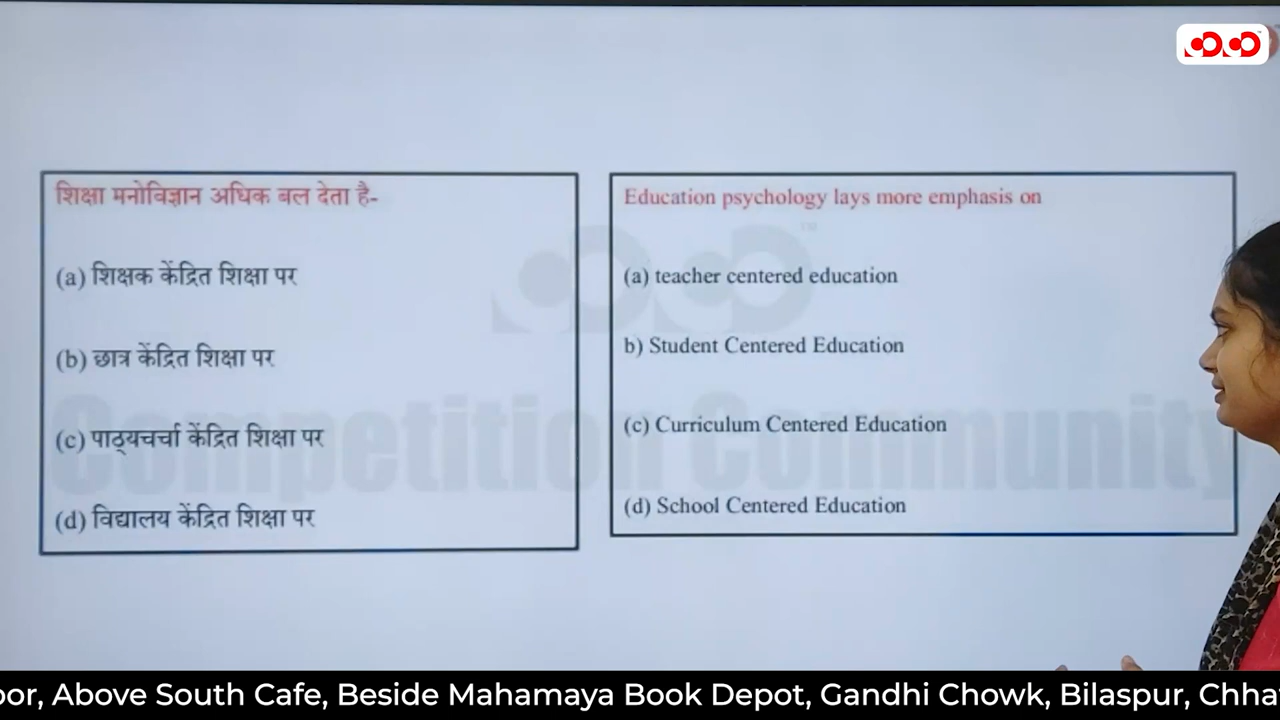 शिक्षा मनोविज्ञान अधिक बल देता है-
(a) शिक्षक केंद्रित शिक्षा पर
(b) छात्र केंद्रित शिक्षा पर
(c) पाठ्यचर्चा केंद्रित शिक्षा पर
(d) विद्यालय केंद्रित शिक्षा पर
Education psychology lays more emphasis on
(a) teacher centered education
b) Student Centered Education
(c) Curriculum Centered Education
(d) School Centered Education
Competition Community
oor, Above South Cafe, Beside Mahamaya Book Depot, Gandhi Chowk, Bilaspur, Chha